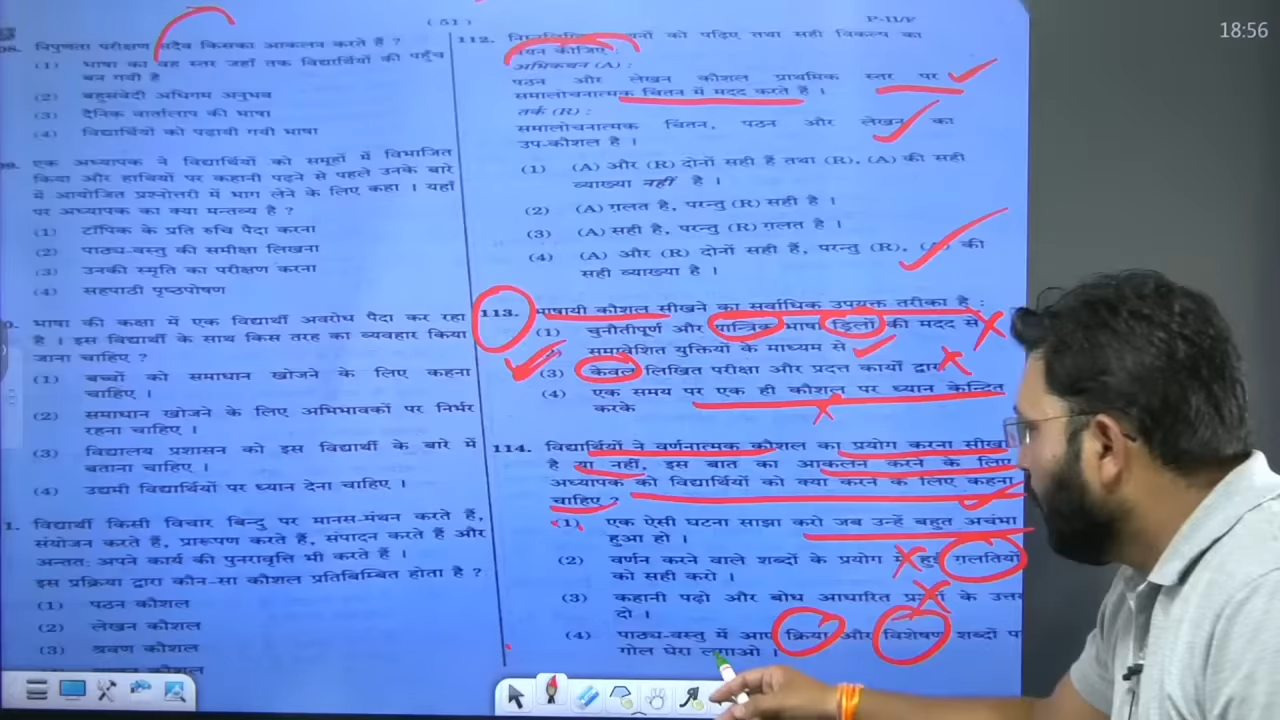 ( 51 )
P-II/F
18:56
08. निपुणता परीक्षण सदैव किसका आकलन करते हैं ?
(1) भाषा का वह स्तर जहाँ तक विद्यार्थियों की पहुँच
बन गयी है
(2) बहुसंवेदी अधिगम अनुभव
(3) दैनिक वार्तालाप की भाषा
(4) विद्यार्थियों को पढ़ायी गयी भाषा
09. एक अध्यापक ने विद्यार्थियों को समूहों में विभाजित
किया और हाथियों पर कहानी पढ़ने से पहले उनके बारे
में आयोजित प्रश्नोत्तरी में भाग लेने के लिए कहा । यहाँ
पर अध्यापक का क्या मन्तव्य है ?
(1) टॉपिक के प्रति रुचि पैदा करना
(2) पाठ्य-वस्तु की समीक्षा लिखना
(3) उनकी स्मृति का परीक्षण करना
(4) सहपाठी पृष्ठपोषण
0. भाषा की कक्षा में एक विद्यार्थी अवरोध पैदा कर रहा
है । इस विद्यार्थी के साथ किस तरह का व्यवहार किया
जाना चाहिए ?
(1) बच्चों को समाधान खोजने के लिए कहना
चाहिए ।
(2) समाधान खोजने के लिए अभिभावकों पर निर्भर
रहना चाहिए ।
(3) विद्यालय प्रशासन को इस विद्यार्थी के बारे में
बताना चाहिए ।
(4) उद्यमी विद्यार्थियों पर ध्यान देना चाहिए ।
1. विद्यार्थी किसी विचार बिन्दु पर मानस-मंथन करते हैं,
संयोजन करते हैं, प्रारूपण करते हैं, संपादन करते हैं और
अन्ततः अपने कार्य की पुनरावृत्ति भी करते हैं ।
इस प्रक्रिया द्वारा कौन-सा कौशल प्रतिबिम्बित होता है ?
(1) पठन कौशल
(2) लेखन कौशल
(3) श्रवण कौशल
कौशल
112. को पढ़िए तथा सही विकल्प का
चयन कीजिए :
अभिकथन (A) :
पठन और लेखन कौशल प्राथमिक स्तर पर
समालोचनात्मक चिंतन में मदद करते हैं ।
तर्क (R) :
समालोचनात्मक चिंतन, पठन और लेखन का
उप-कौशल है ।
(1) (A) और (R) दोनों सही हैं तथा (R), (A) की सही
व्याख्या नहीं है ।
(2) (A) ग़लत है, परन्तु (R) सही है ।
(3) (A) सही है, परन्तु (R) ग़लत है ।
(4) (A) और (R) दोनों सही हैं, परन्तु (R), (A) की
सही व्याख्या है ।
113. भाषायी कौशल सीखने का सर्वाधिक उपयुक्त तरीका है :
(1) चुनौतीपूर्ण और यान्त्रिक भाषा ड्रिलों की मदद से
समावेशित युक्तियों के माध्यम से
(3) केवल लिखित परीक्षा और प्रदत्त कार्यों द्वारा
(4) एक समय पर एक ही कौशल पर ध्यान केन्द्रित
करके
114. विद्यार्थियों ने वर्णनात्मक कौशल का प्रयोग करना सीखा
है या नहीं, इस बात का आकलन करने के लिए
अध्यापक को विद्यार्थियों को क्या करने के लिए कहना
चाहिए ?
(1) एक ऐसी घटना साझा करो जब उन्हें बहुत अचंभा
हुआ हो ।
(2) वर्णन करने वाले शब्दों के प्रयोग में हुई ग़लतियों
को सही करो ।
(3) कहानी पढ़ो और बोध आधारित प्रश्नों के उत्तर
दो ।
(4) पाठ्य-वस्तु में आए क्रिया और विशेषण शब्दों प
गोल घेरा लगाओ ।